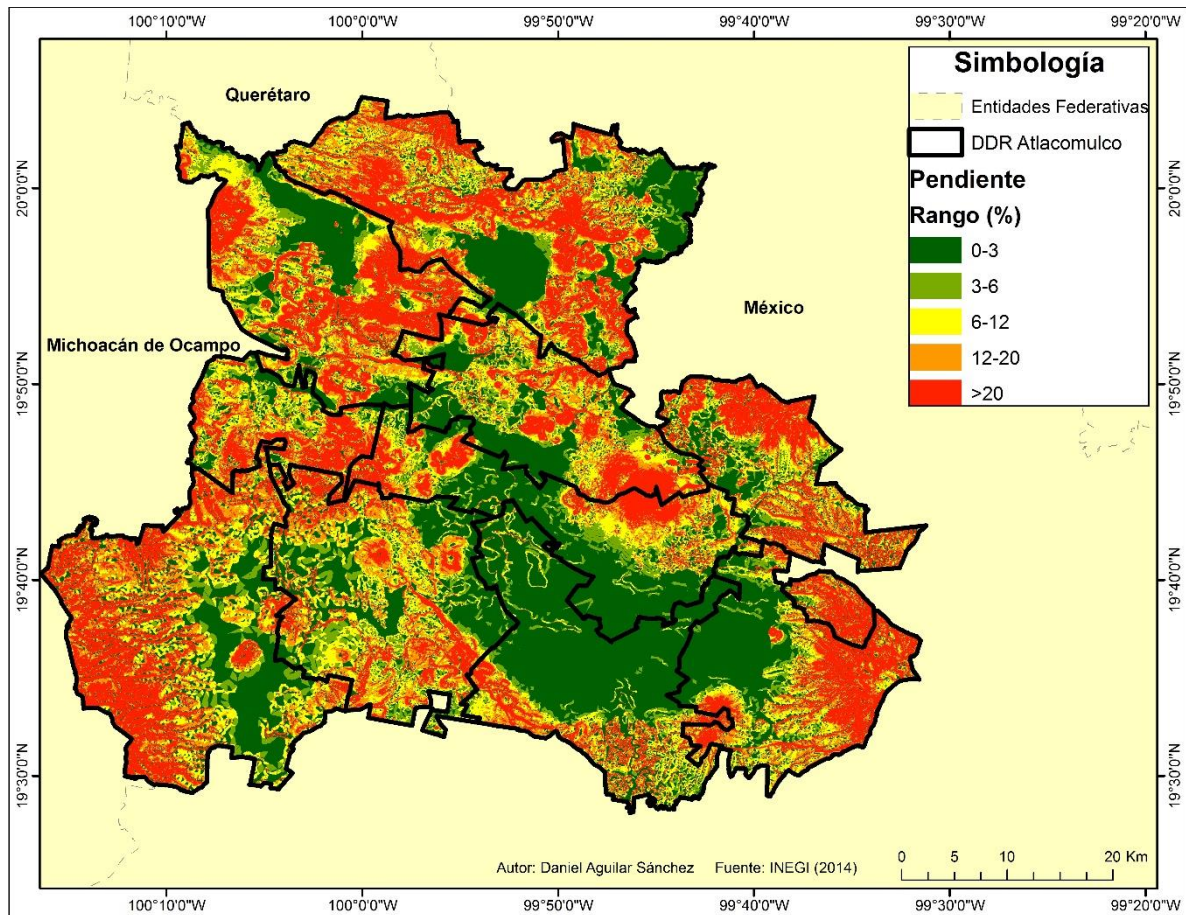 100°10'0"W 100°0'0"W 99°50'0"W 99°40'0"W 99°30'0"W 99°20'0"W
Simbología
Entidades Federativas
DDR Atlacomulco
Pendiente
Rango (%)
0-3
3-6
6-12
12-20
>20
Querétaro
México
Michoacán de Ocampo
20°0'0"N
19°50'0"N
19°40'0"N
19°30'0"N
20°0'0"N
19°50'0"N
19°40'0"N
19°30'0"N
Autor: Daniel Aguilar Sánchez Fuente: INEGI (2014)
0 5 10 20 Km
100°10'0"W 100°0'0"W 99°50'0"W 99°40'0"W 99°30'0"W 99°20'0"W